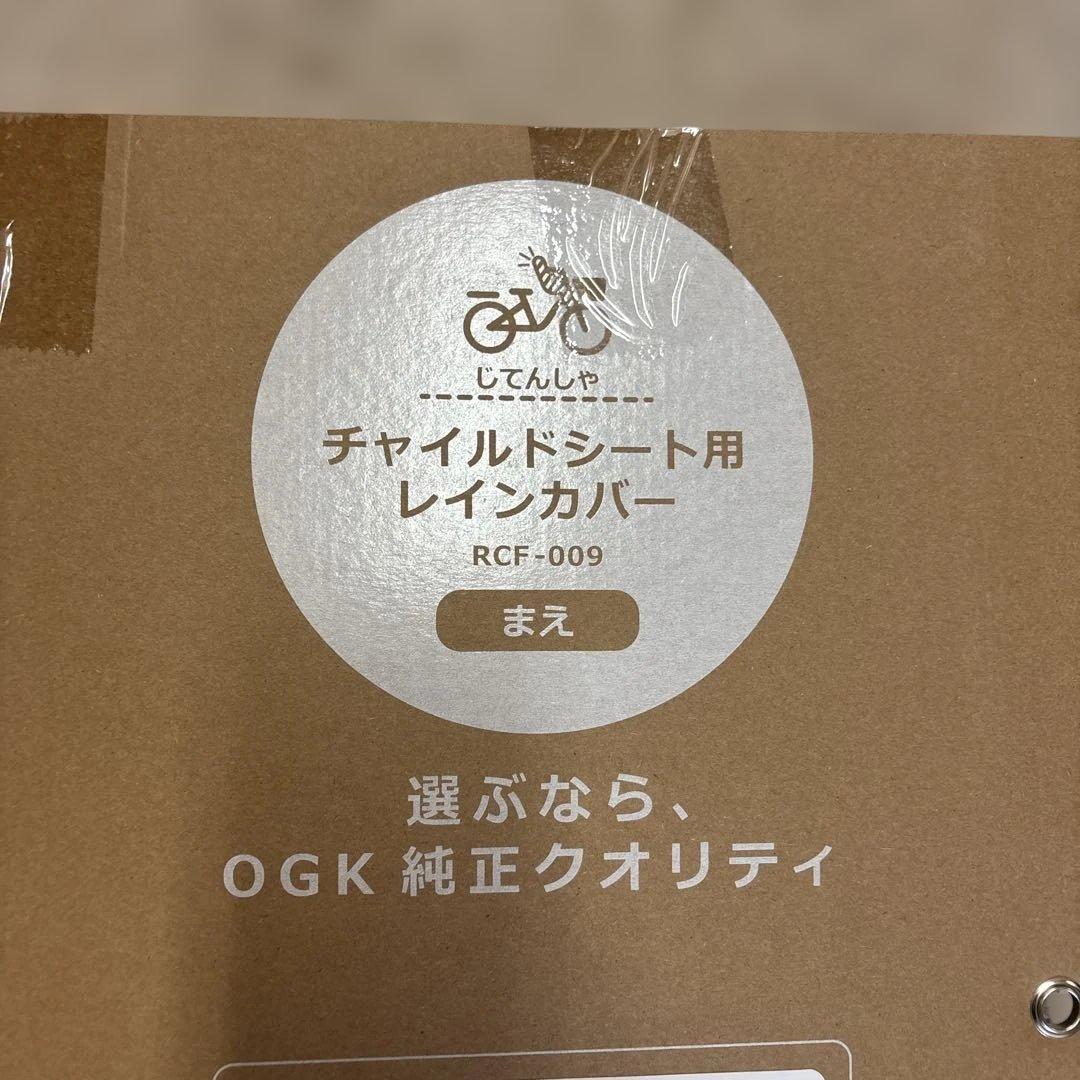 じてんしゃ
チャイルドシート用
レインカバー
RCF-009
まえ
選ぶなら、
OGK 純正クオリティ